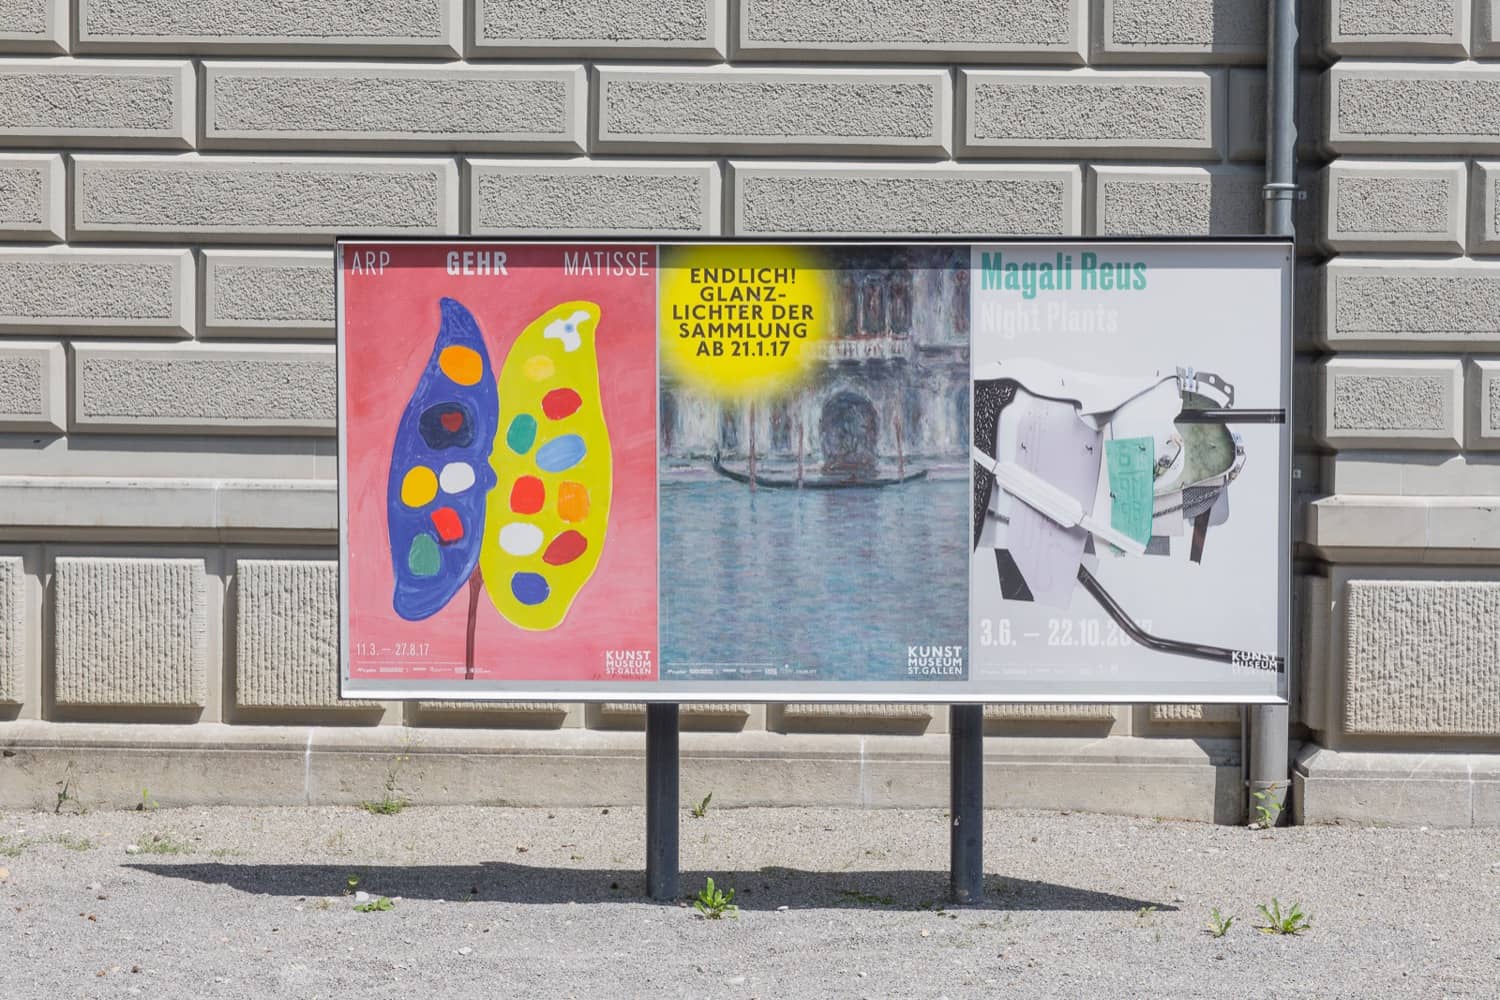 ARP GEHR MATISSE
11.3. — 27.8.17
KUNST
MUSEUM
ST.GALLEN
ENDLICH!
GLANZ-
LICHTER DER
SAMMLUNG
AB 21.1.17
KUNST
MUSEUM
ST.GALLEN
Magali Reus
Night Plants
3.6. — 22.10.2017
KUNST
MUSEUM